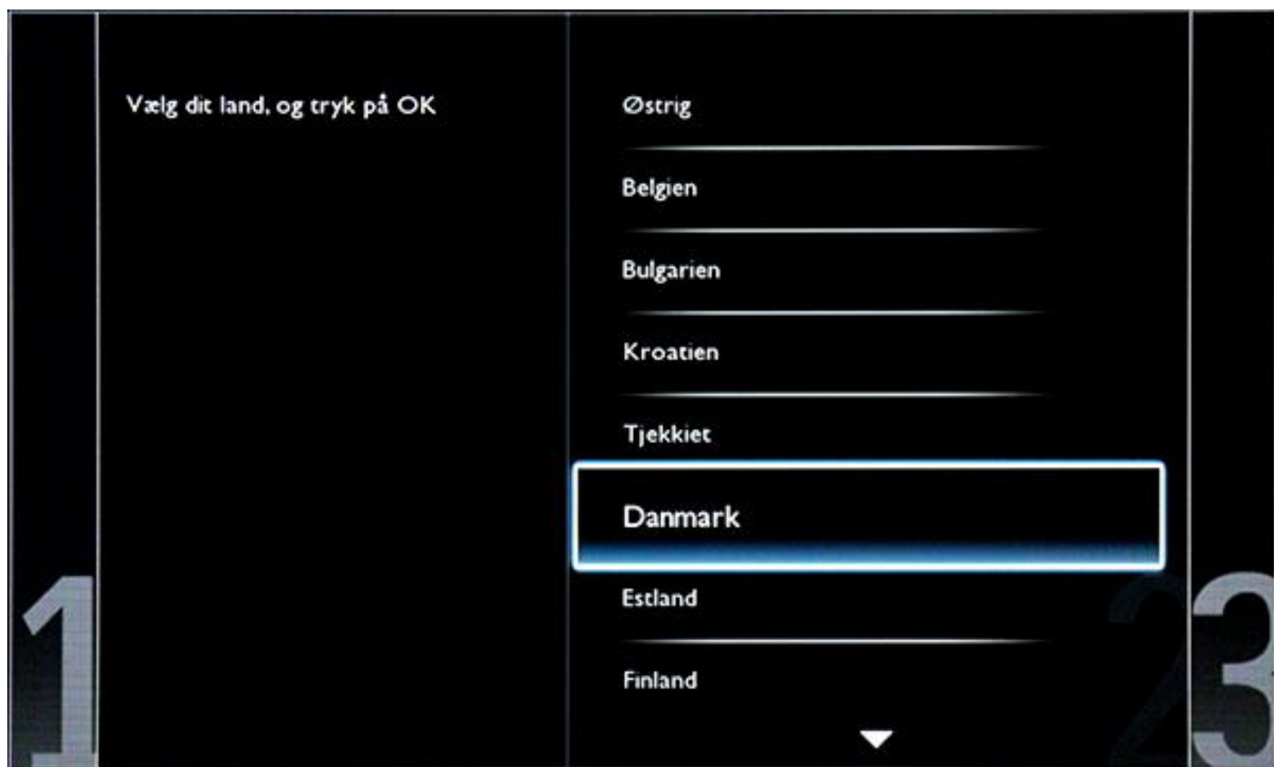 Vælg dit land, og tryk på OK
Østrig
Belgien
Bulgarien
Kroatien
Tjekkiet
Danmark
Estland
Finland
1
2
3